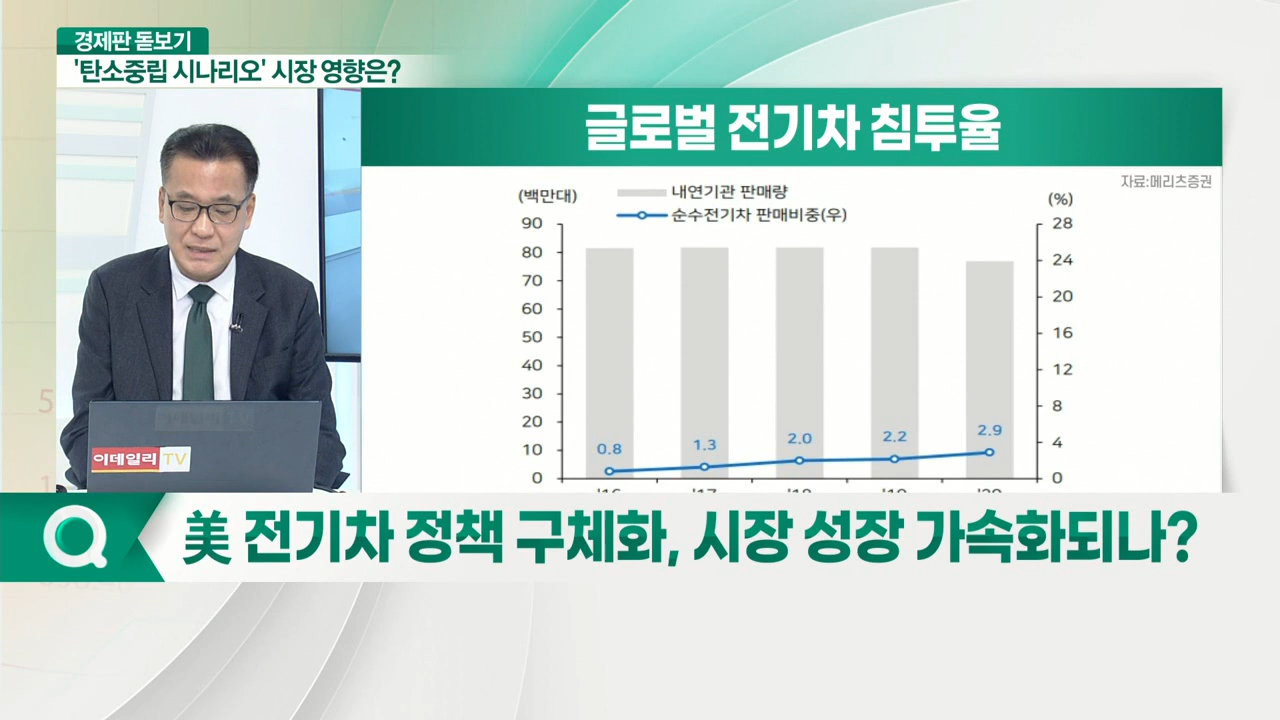 경제판 돋보기
'탄소중립 시나리오' 시장 영향은?
글로벌 전기차 침투율
자료:메리츠증권
(백만대)
내연기관 판매량
순수전기차 판매비중(우)
(%)
90
80
70
60
50
40
30
20
10
0
28
24
20
16
12
8
4
0
0.8
1.3
2.0
2.2
2.9
이데일리 TV
美 전기차 정책 구체화, 시장 성장 가속화되나?